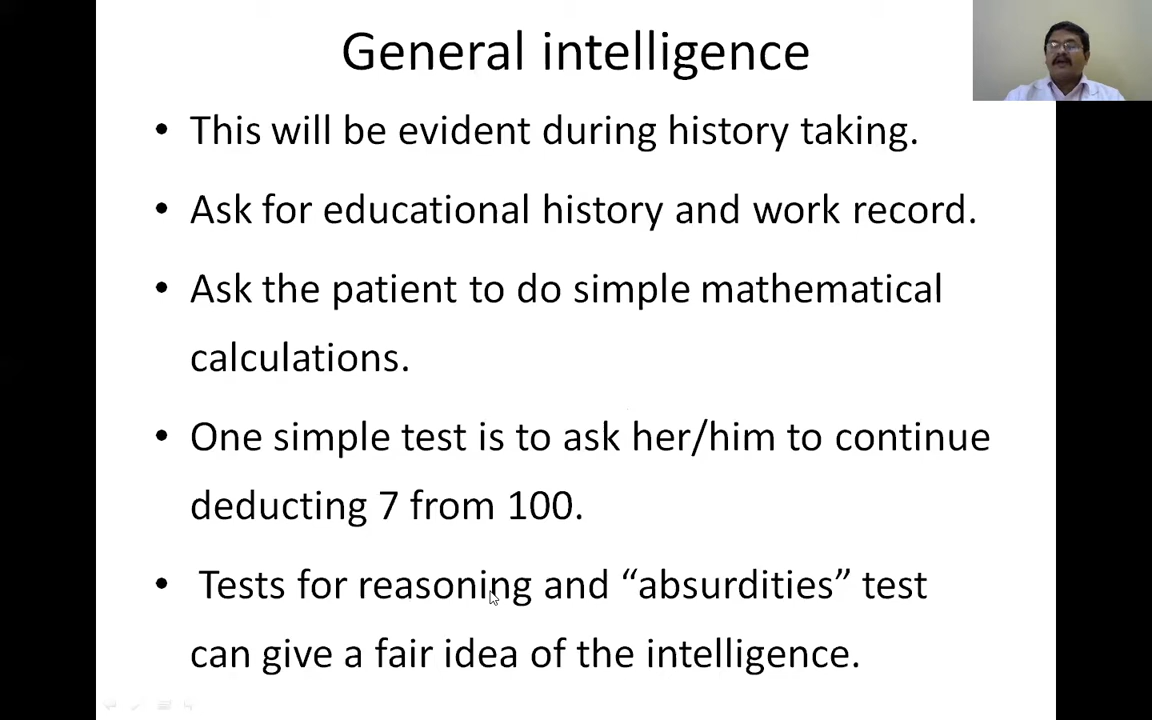 General intelligence
• This will be evident during history taking.
• Ask for educational history and work record.
• Ask the patient to do simple mathematical
calculations.
• One simple test is to ask her/him to continue
deducting 7 from 100.
• Tests for reasoning and “absurdities” test
can give a fair idea of the intelligence.